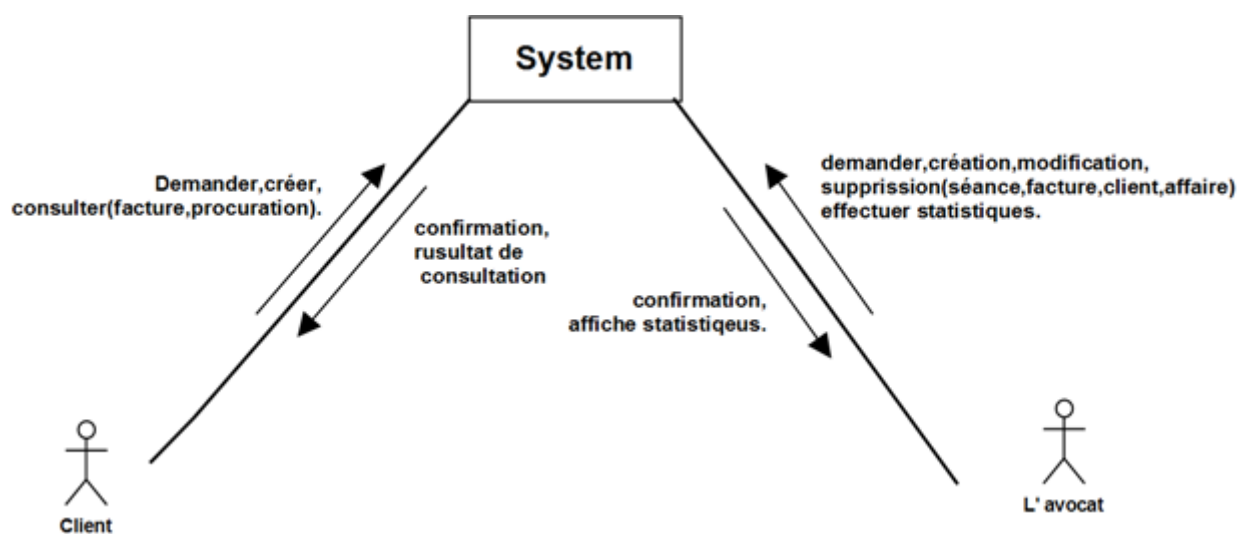 System
Demander,créer,
consulter(facture,procuration).
confirmation,
rusultat de
consultation
demander,création,modification,
supprission(séance,facture,client,affaire)
effectuer statistiques.
confirmation,
affiche statistiqeus.
Client
L' avocat